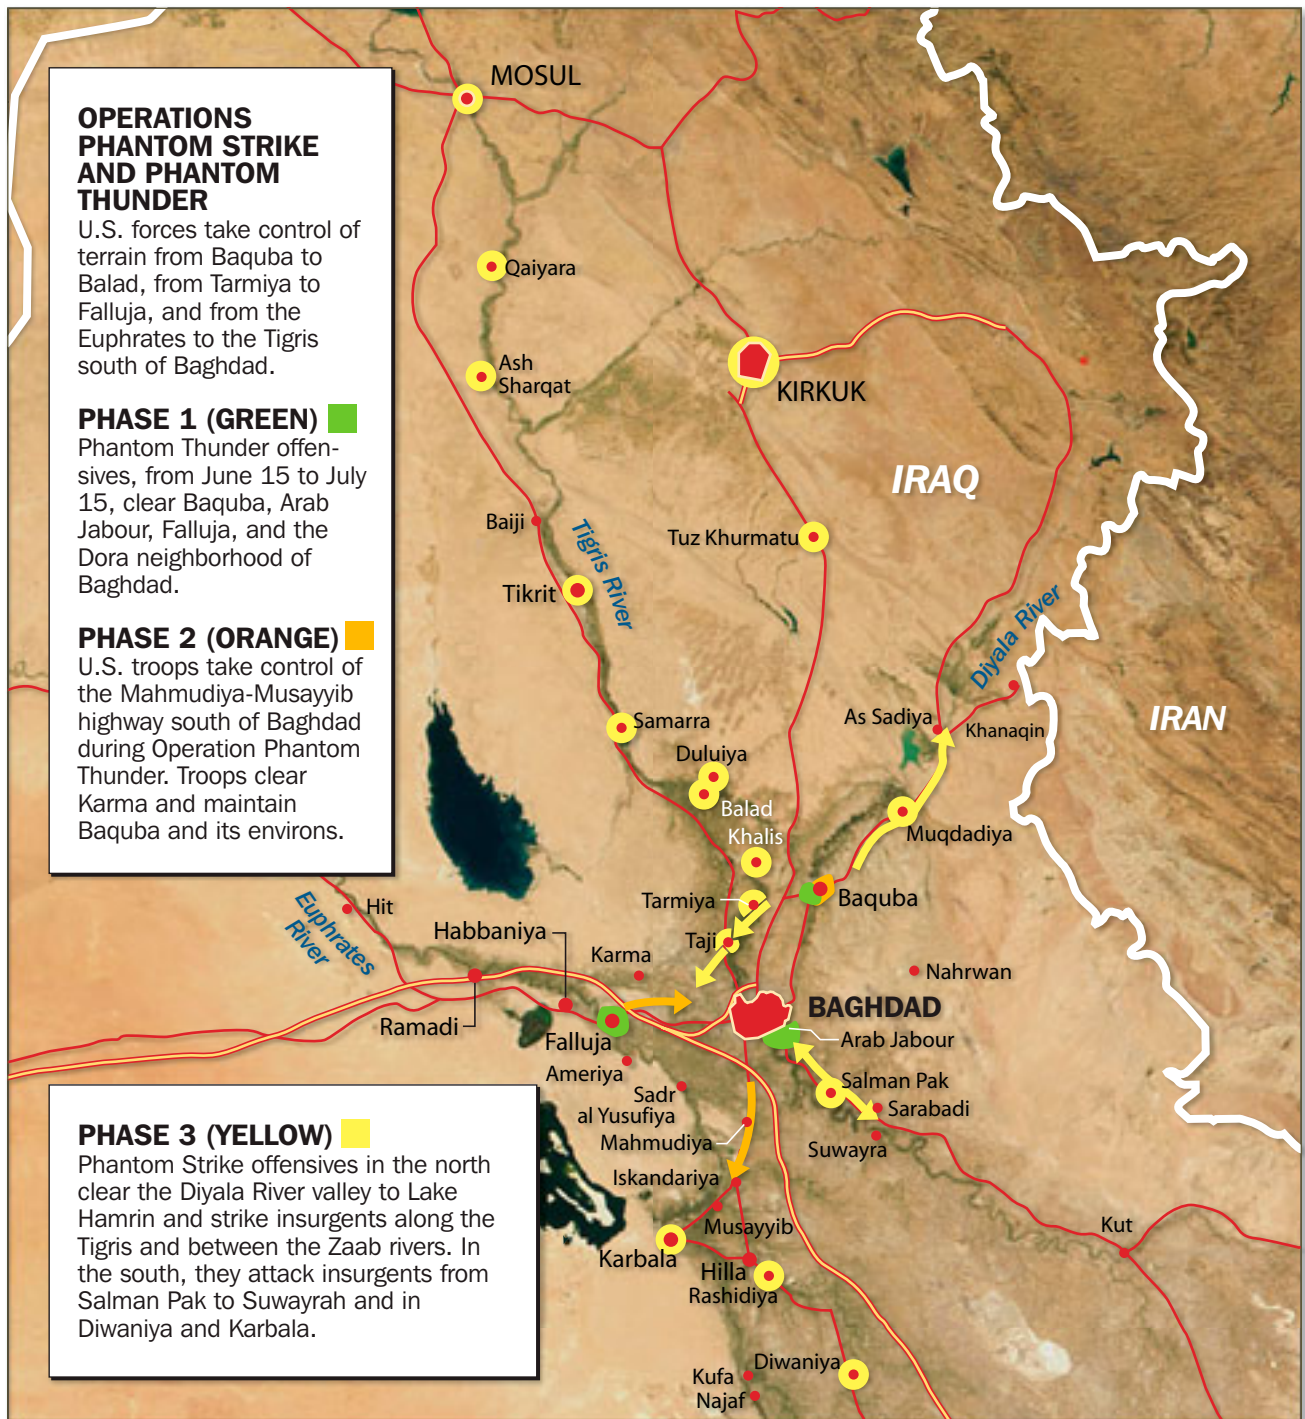 OPERATIONS
PHANTOM STRIKE
AND PHANTOM
THUNDER
U.S. forces take control of
terrain from Baquba to
Balad, from Tarmiya to
Falluja, and from the
Euphrates to the Tigris
south of Baghdad.
PHASE 1 (GREEN)
Phantom Thunder offen-
sives, from June 15 to July
15, clear Baquba, Arab
Jabour, Falluja, and the
Dora neighborhood of
Baghdad.
PHASE 2 (ORANGE)
U.S. troops take control of
the Mahmudiya-Musayyib
highway south of Baghdad
during Operation Phantom
Thunder. Troops clear
Karma and maintain
Baquba and its environs.
MOSUL
Qaiyara
Ash
Sharqat
KIRKUK
IRAQ
Baiji
Tigris River
Tuz Khurmatu
Tikrit
Diyala River
Samarra
As Sadiya
Khanaqin
IRAN
Duluiya
Balad
Khalis
Muqdadiya
Tarmiya
Baquba
Hit
Euphrates
River
Habbaniya
Taji
Karma
Nahrwan
Ramadi
BAGHDAD
Falluja
Arab Jabour
Ameriya
Salman Pak
Sadr
al Yusufiya
Sarabadi
Mahmudiya
Suwayra
Iskandariya
Musayyib
Kut
Karbala
Hilla
Rashidiya
Diwaniya
Kufa
Najaf
PHASE 3 (YELLOW)
Phantom Strike offensives in the north
clear the Diyala River valley to Lake
Hamrin and strike insurgents along the
Tigris and between the Zaab rivers. In
the south, they attack insurgents from
Salman Pak to Suwayrah and in
Diwaniya and Karbala.